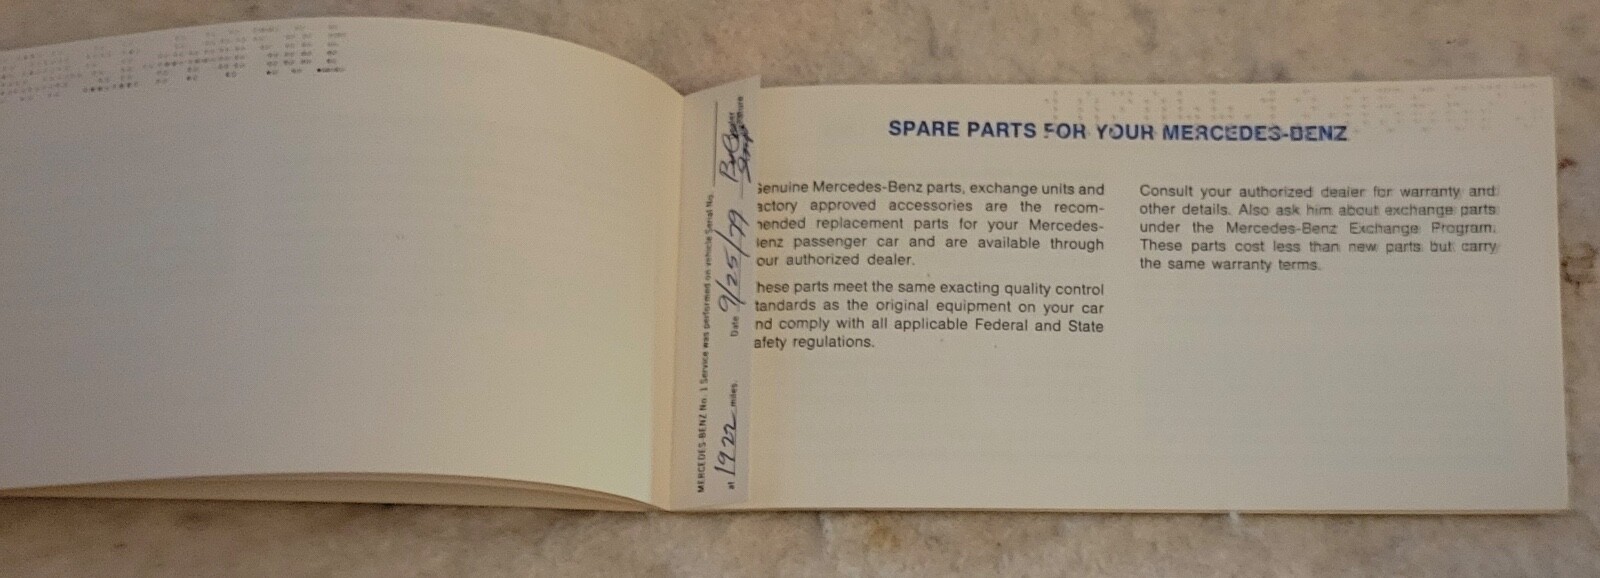 MERCEDES-BENZ No. 1 Service was performed on vehicle Serial No.
at 1922 miles. Date 9/25/79
SPARE PARTS FOR YOUR MERCEDES-BENZ
Genuine Mercedes-Benz parts, exchange units and
actory approved accessories are the recom-
mended replacement parts for your Mercedes-
enz passenger car and are available through
our authorized dealer.
hese parts meet the same exacting quality control
tandards as the original equipment on your car
nd comply with all applicable Federal and State
afety regulations.
Consult your authorized dealer for warranty and
other details. Also ask him about exchange parts
under the Mercedes-Benz Exchange Program.
These parts cost less than new parts but carry
the same warranty terms.